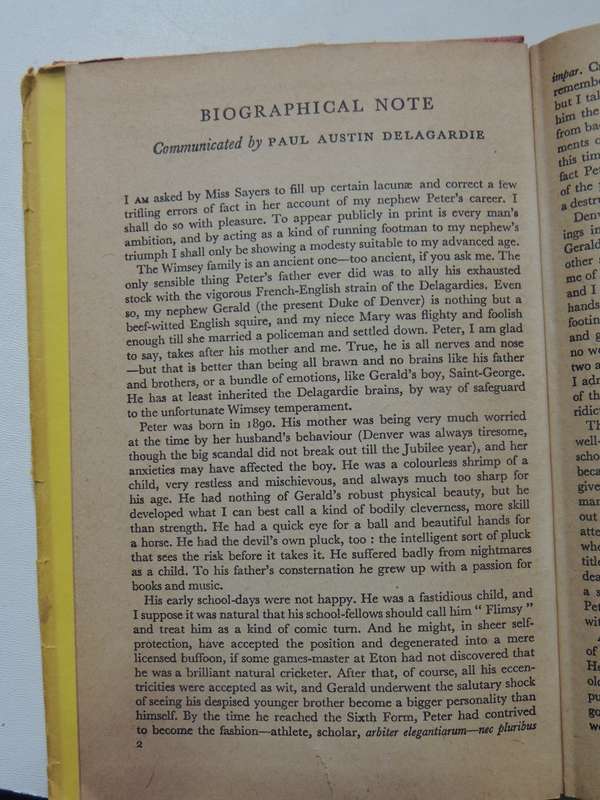 BIOGRAPHICAL NOTE
Communicated by PAUL AUSTIN DELAGARDIE
I AM asked by Miss Sayers to fill up certain lacunæ and correct a few
trifling errors of fact in her account of my nephew Peter's career. I
shall do so with pleasure. To appear publicly in print is every man's
ambition, and by acting as a kind of running footman to my nephew's
triumph I shall only be showing a modesty suitable to my advanced age.
The Wimsey family is an ancient one—too ancient, if you ask me. The
only sensible thing Peter's father ever did was to ally his exhausted
stock with the vigorous French-English strain of the Delagardies. Even
so, my nephew Gerald (the present Duke of Denver) is nothing but a
beef-witted English squire, and my niece Mary was flighty and foolish
enough till she married a policeman and settled down. Peter, I am glad
to say, takes after his mother and me. True, he is all nerves and nose
—but that is better than being all brawn and no brains like his father
and brothers, or a bundle of emotions, like Gerald's boy, Saint-George.
He has at least inherited the Delagardie brains, by way of safeguard
to the unfortunate Wimsey temperament.
Peter was born in 1890. His mother was being very much worried
at the time by her husband's behaviour (Denver was always tiresome,
though the big scandal did not break out till the Jubilee year), and her
anxieties may have affected the boy. He was a colourless shrimp of a
child, very restless and mischievous, and always much too sharp for
his age. He had nothing of Gerald's robust physical beauty, but he
developed what I can best call a kind of bodily cleverness, more skill
than strength. He had a quick eye for a ball and beautiful hands for
a horse. He had the devil's own pluck, too : the intelligent sort of pluck
that sees the risk before it takes it. He suffered badly from nightmares
as a child. To his father's consternation he grew up with a passion for
books and music.
His early school-days were not happy. He was a fastidious child, and
I suppose it was natural that his school-fellows should call him “ Flimsy ”
and treat him as a kind of comic turn. And he might, in sheer self-
protection, have accepted the position and degenerated into a mere
licensed buffoon, if some games-master at Eton had not discovered that
he was a brilliant natural cricketer. After that, of course, all his eccen-
tricities were accepted as wit, and Gerald underwent the salutary shock
of seeing his despised younger brother become a bigger personality than
himself. By the time he reached the Sixth Form, Peter had contrived
to become the fashion—athlete, scholar, arbiter elegantiarum—nec pluribus
2
impar.
but I
him the
from
this
fact
of the